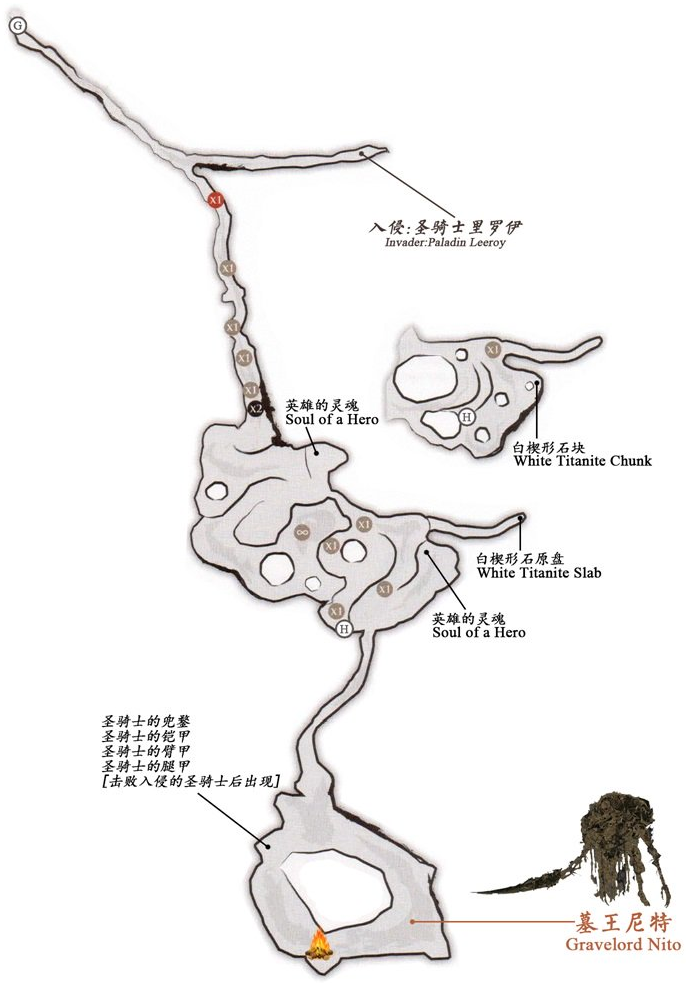 G
入侵:圣骑士里罗伊
Invader:Paladin Leeroy
x1
x1
x1
x1
x1
x2
英雄的灵魂
Soul of a Hero
x1
H
白楔形石块
White Titanite Chunk
∞
x1
x1
x1
x1
H
白楔形石原盘
White Titanite Slab
英雄的灵魂
Soul of a Hero
圣骑士的兜鍪
圣骑士的铠甲
圣骑士的臂甲
圣骑士的腿甲
[击败入侵的圣骑士后出现]
墓王尼特
Gravelord Nito